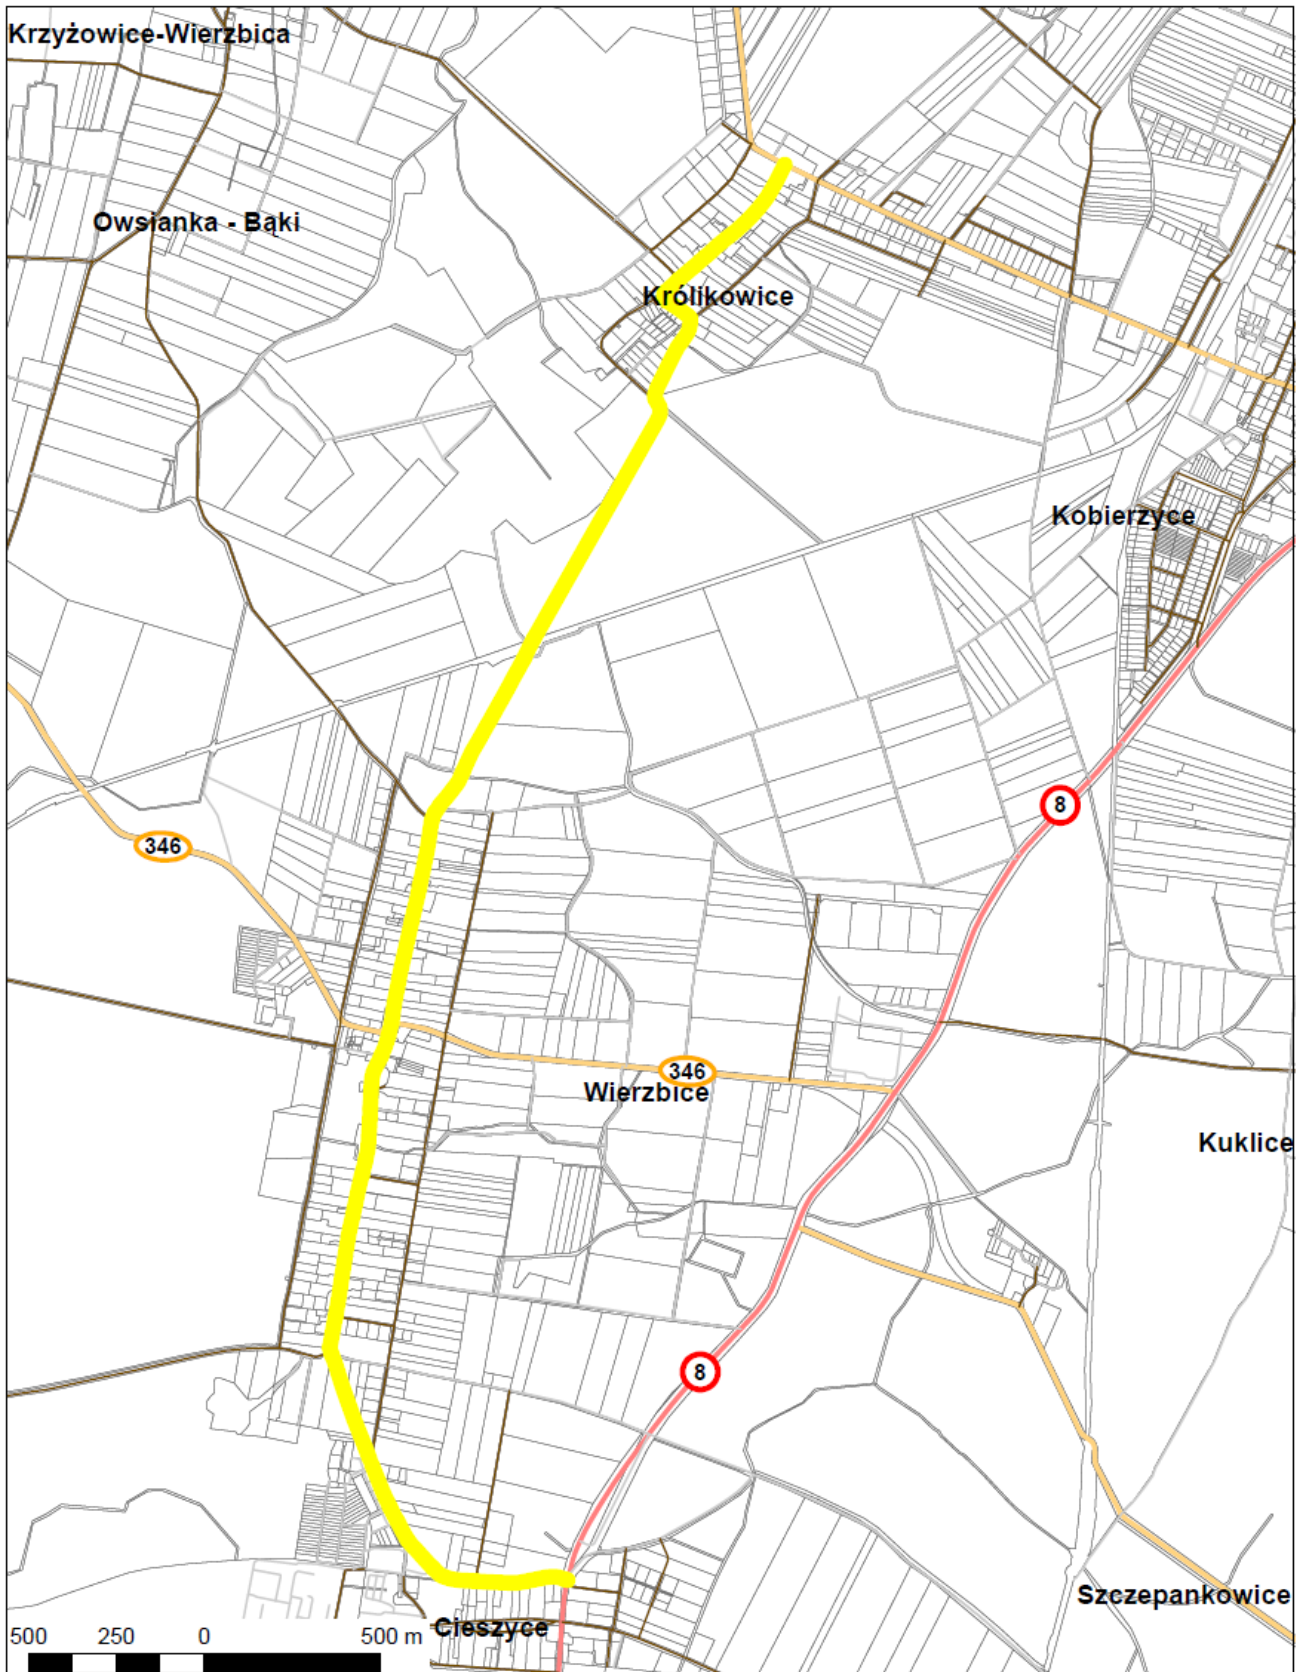 Krzyżowice-Wierzbica
Owsianka - Bąki
Królikowice
Kobierzyce
8
346
346
Wierzbice
Kuklice
8
Szczepankowice
Cieszyce
500 250 0 500 m